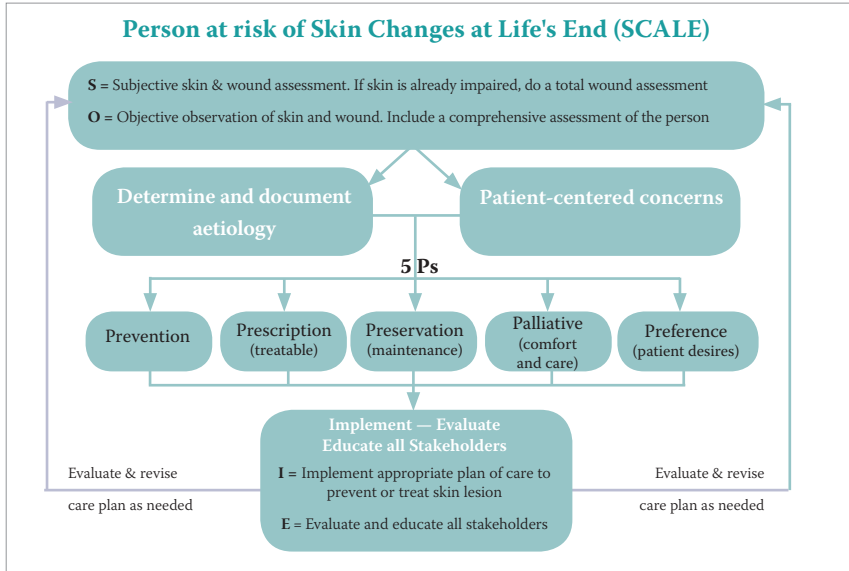 Person at risk of Skin Changes at Life's End (SCALE)
S = Subjective skin & wound assessment. If skin is already impaired, do a total wound assessment
O = Objective observation of skin and wound. Include a comprehensive assessment of the person
Determine and document
aetiology
Patient-centered concerns
5 Ps
Prevention
Prescription
(treatable)
Preservation
(maintenance)
Palliative
(comfort
and care)
Preference
(patient desires)
Implement — Evaluate
Educate all Stakeholders
I = Implement appropriate plan of care to
prevent or treat skin lesion
E = Evaluate and educate all stakeholders
Evaluate & revise
care plan as needed
Evaluate & revise
care plan as needed